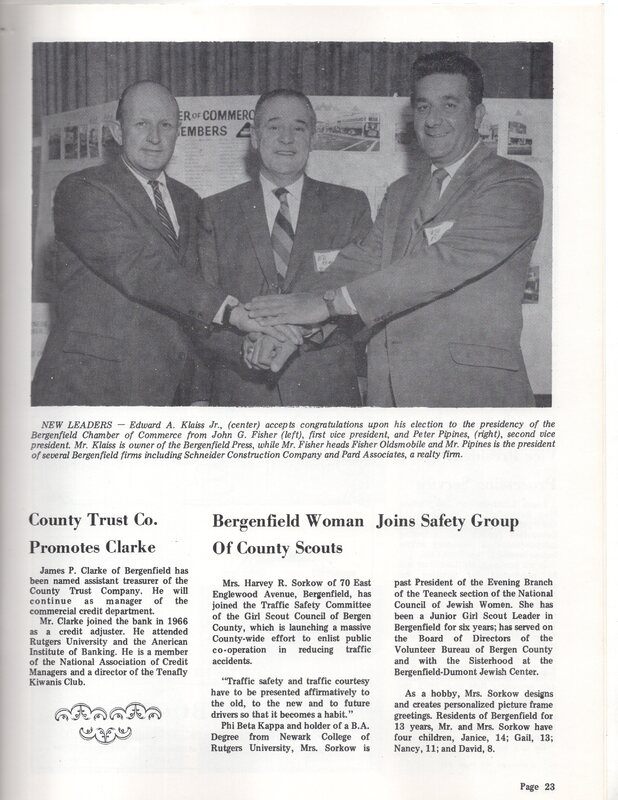 ER OF COMMERC
EMBERS
NEW LEADERS — Edward A. Klaiss Jr., (center) accepts congratulations upon his election to the presidency of the
Bergenfield Chamber of Commerce from John G. Fisher (left), first vice president, and Peter Pipines, (right), second vice
president. Mr. Klaiss is owner of the Bergenfield Press, while Mr. Fisher heads Fisher Oldsmobile and Mr. Pipines is the president
of several Bergenfield firms including Schneider Construction Company and Pard Associates, a realty firm.
County Trust Co.
Promotes Clarke
James P. Clarke of Bergenfield has
been named assistant treasurer of the
County Trust Company. He will
continue as manager of the
commercial credit department.
Mr. Clarke joined the bank in 1966
as a credit adjuster. He attended
Rutgers University and the American
Institute of Banking. He is a member
of the National Association of Credit
Managers and a director of the Tenafly
Kiwanis Club.
Bergenfield Woman Joins Safety Group
Of County Scouts
Mrs. Harvey R. Sorkow of 70 East
Englewood Avenue, Bergenfield, has
joined the Traffic Safety Committee
of the Girl Scout Council of Bergen
County, which is launching a massive
County-wide effort to enlist public
co-operation in reducing traffic
accidents.
"Traffic safety and traffic courtesy
have to be presented affirmatively to
the old, to the new and to future
drivers so that it becomes a habit."
Phi Beta Kappa and holder of a B.A.
Degree from Newark College of
Rutgers University, Mrs. Sorkow is
past President of the Evening Branch
of the Teaneck section of the National
Council of Jewish Women. She has
been a Junior Girl Scout Leader in
Bergenfield for six years; has served on
the Board of Directors of the
Volunteer Bureau of Bergen County
and with the Sisterhood at the
Bergenfield-Dumont Jewish Center.
As a hobby, Mrs. Sorkow designs
and creates personalized picture frame
greetings. Residents of Bergenfield for
13 years, Mr. and Mrs. Sorkow have
four children, Janice, 14; Gail, 13;
Nancy, 11; and David, 8.
Page 23